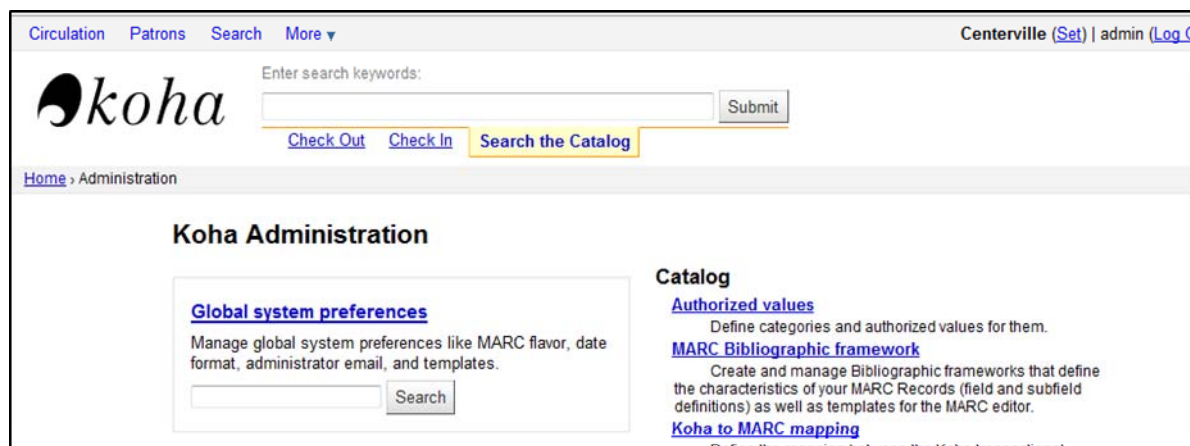 Circulation Patrons Search More ▼ Centerville (Set) | admin (Log
koha
Enter search keywords:
Submit
Check Out Check In Search the Catalog
Home › Administration
Koha Administration
Global system preferences
Manage global system preferences like MARC flavor, date
format, administrator email, and templates.
Search
Catalog
Authorized values
Define categories and authorized values for them.
MARC Bibliographic framework
Create and manage Bibliographic frameworks that define
the characteristics of your MARC Records (field and subfield
definitions) as well as templates for the MARC editor.
Koha to MARC mapping